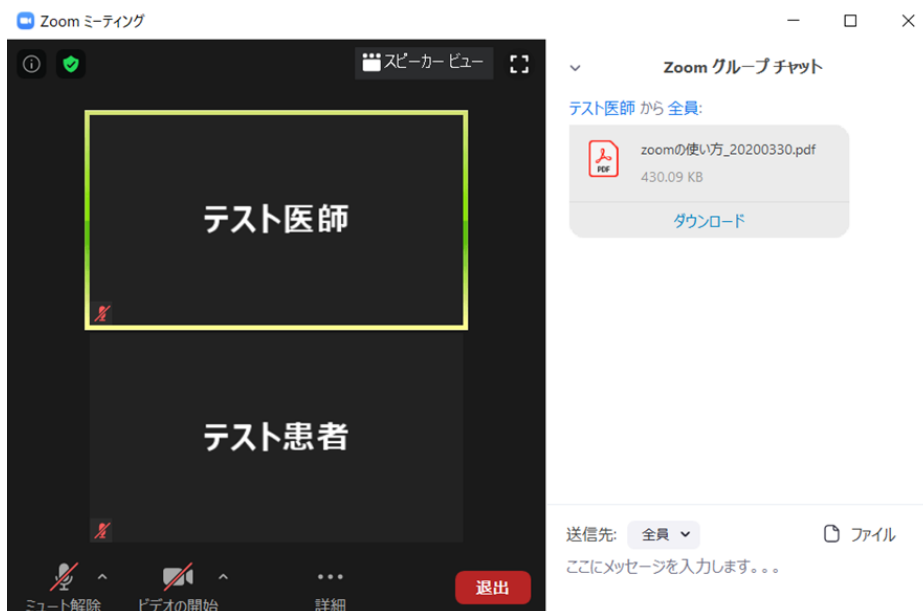 Zoom ミーティング
スピーカー ビュー
テスト医師
テスト患者
ミュート解除
ビデオの開始
詳細
退出
Zoom グループ チャット
テスト医師 から 全員:
PDF
zoomの使い方_20200330.pdf
430.09 KB
ダウンロード
送信先: 全員
ファイル
ここにメッセージを入力します。。。